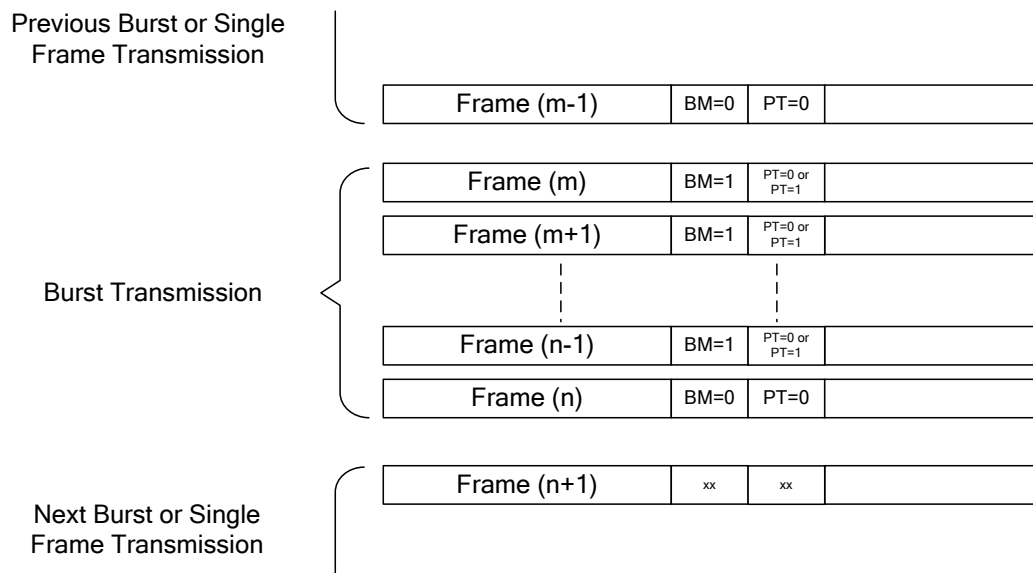 Previous Burst or Single
Frame Transmission
Frame (m-1) BM=0 PT=0
Frame (m) BM=1 PT=0 or
PT=1
Frame (m+1) BM=1 PT=0 or
PT=1
Burst Transmission
Frame (n-1) BM=1 PT=0 or
PT=1
Frame (n) BM=0 PT=0
Frame (n+1) xx xx
Next Burst or Single
Frame Transmission